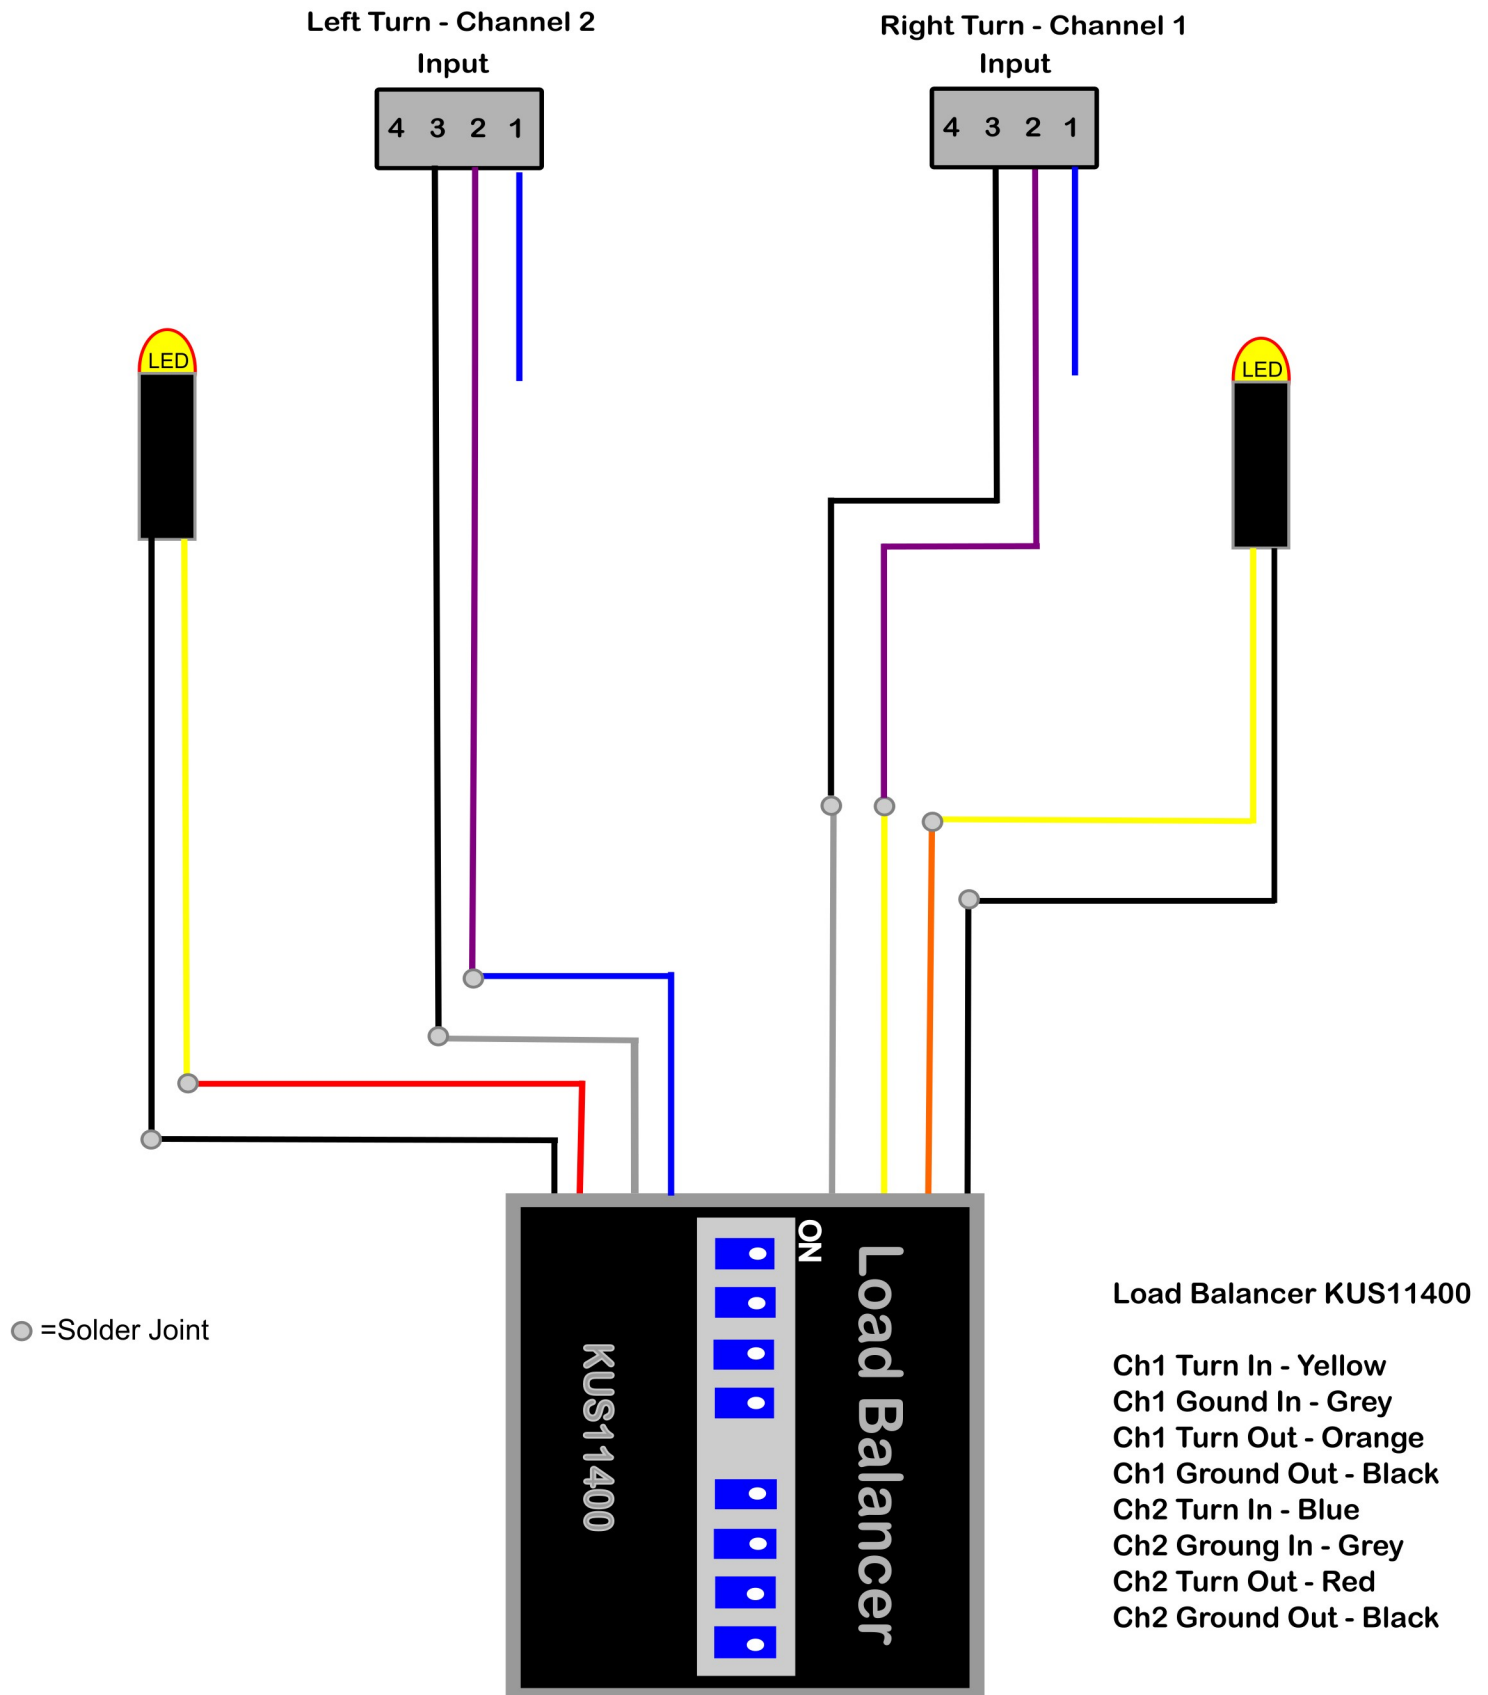 Left Turn - Channel 2
Input
4 3 2 1
Right Turn - Channel 1
Input
4 3 2 1
LED
LED
=Solder Joint
ON
Load Balancer
KUS11400
Load Balancer KUS11400
Ch1 Turn In - Yellow
Ch1 Gound In - Grey
Ch1 Turn Out - Orange
Ch1 Ground Out - Black
Ch2 Turn In - Blue
Ch2 Groung In - Grey
Ch2 Turn Out - Red
Ch2 Ground Out - Black